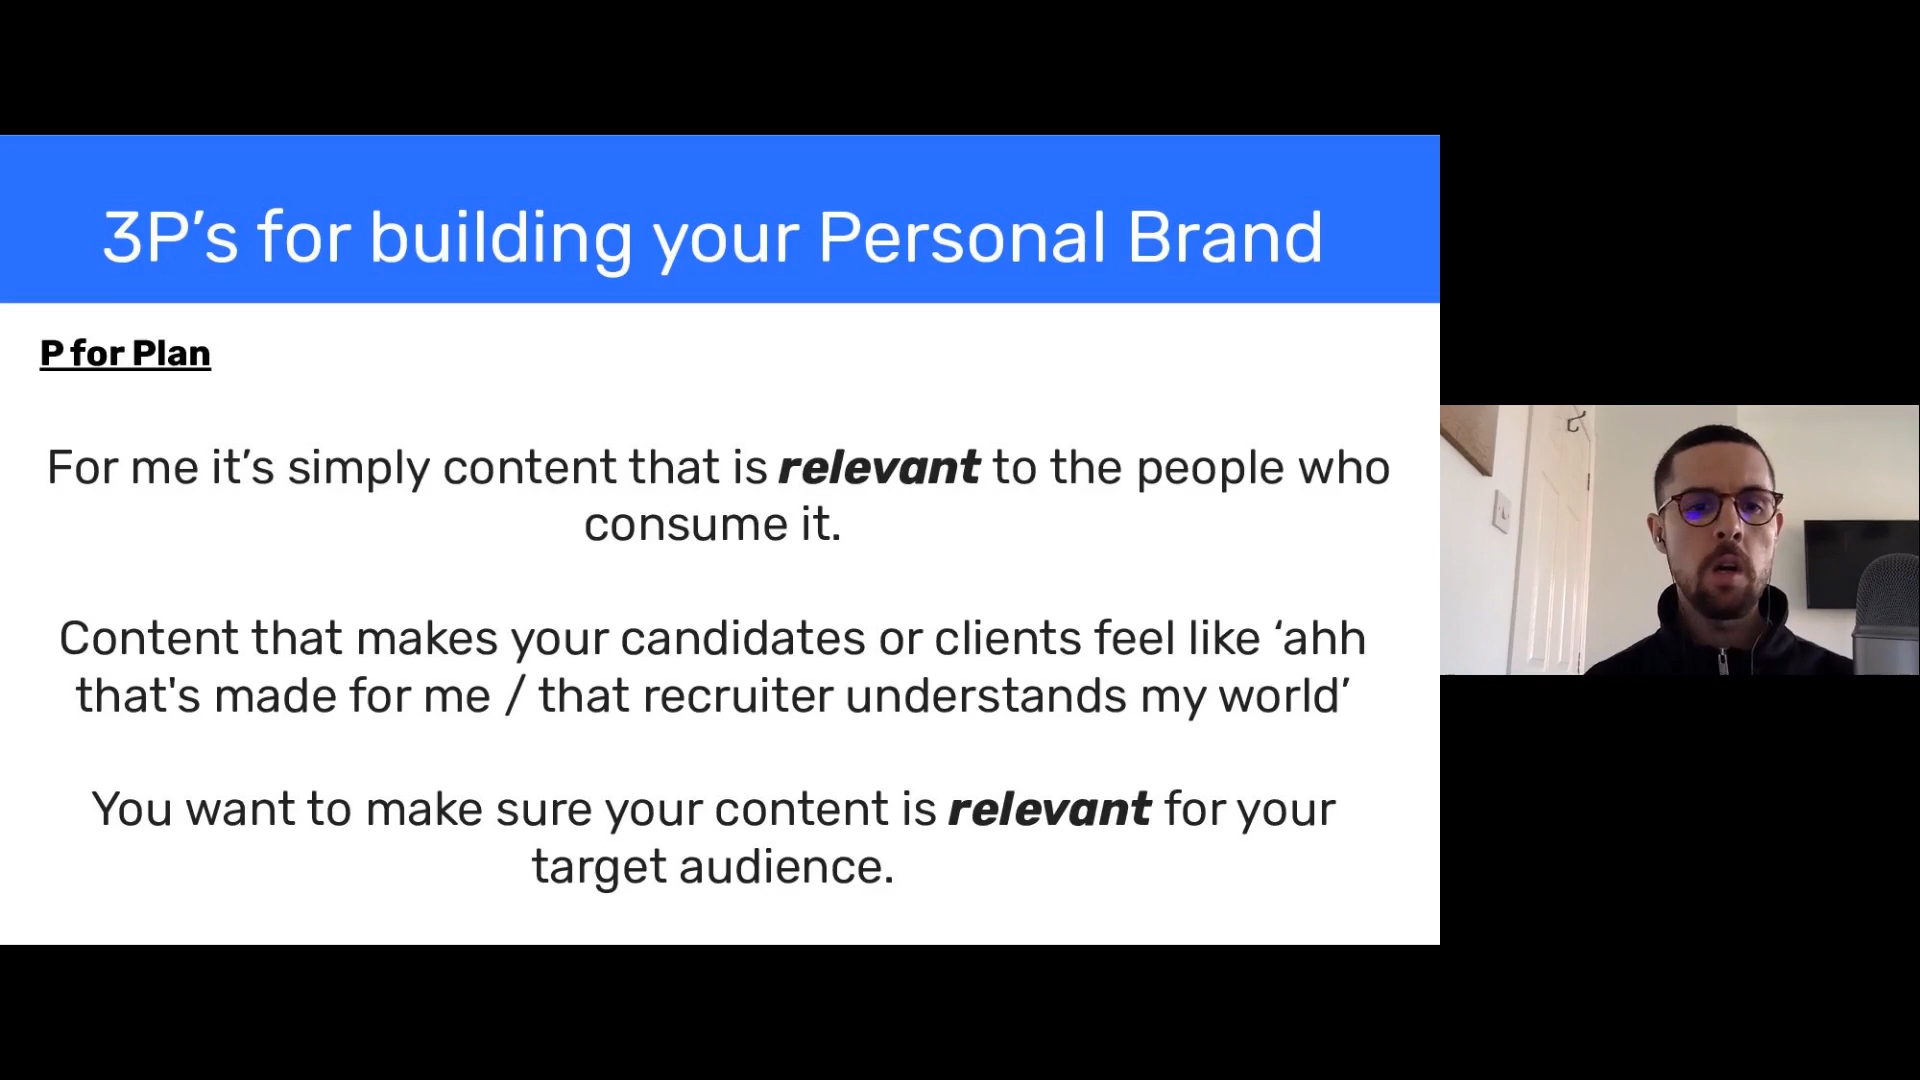 3P’s for building your Personal Brand
P for Plan
For me it’s simply content that is relevant to the people who
consume it.
Content that makes your candidates or clients feel like ‘ahh
that's made for me / that recruiter understands my world’
You want to make sure your content is relevant for your
target audience.